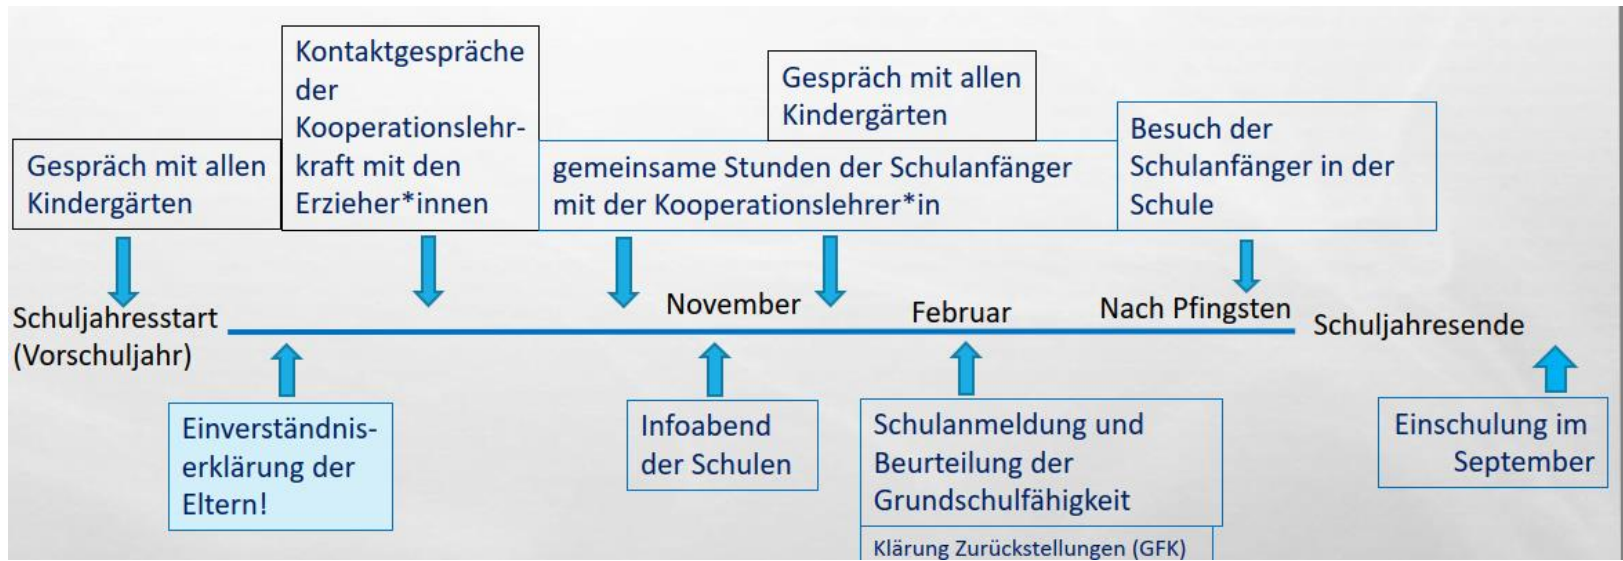 Gespräch mit allen
Kindergärten
Kontaktgespräche
der
Kooperationslehr-
kraft mit den
Erzieher*innen
gemeinsame Stunden der Schulanfänger
mit der Kooperationslehrer*in
Gespräch mit allen
Kindergärten
Besuch der
Schulanfänger in der
Schule
Schuljahresstart
(Vorschuljahr)
November
Februar
Nach Pfingsten
Schuljahresende
Einverständnis-
erklärung der
Eltern!
Infoabend
der Schulen
Schulanmeldung und
Beurteilung der
Grundschulfähigkeit
Klärung Zurückstellungen (GFK)
Einschulung im
September